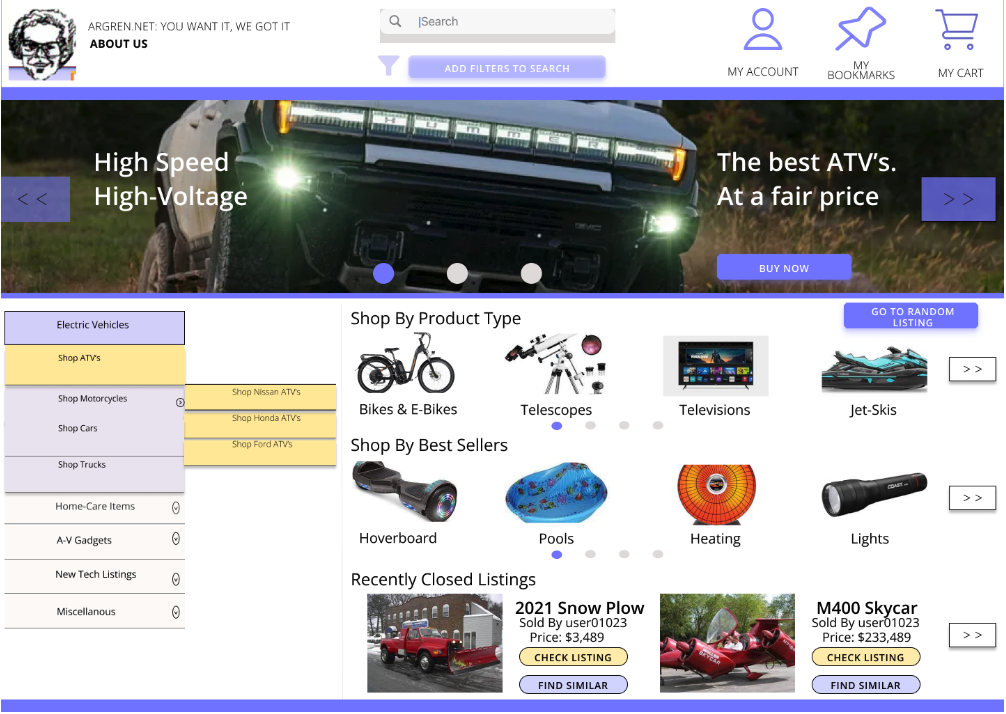 ARGREN.NET: YOU WANT IT, WE GOT IT
ABOUT US
Search
ADD FILTERS TO SEARCH
MY ACCOUNT
MY
BOOKMARKS
MY CART
HUMMER
High Speed
High-Voltage
< <
The best ATV's.
At a fair price
> >
GMC
BUY NOW
Electric Vehicles
Shop ATV's
Shop Motorcycles
Shop Cars
Shop Trucks
Shop Nissan ATV's
Shop Honda ATV's
Shop Ford ATV's
Home-Care Items
A-V Gadgets
New Tech Listings
Miscellanous
GO TO RANDOM
LISTING
Shop By Product Type
Bikes & E-Bikes
Telescopes
Televisions
Jet-Skis
> >
Shop By Best Sellers
COAST
Hoverboard
Pools
Heating
Lights
> >
Recently Closed Listings
2021 Snow Plow
Sold By user01023
Price: $3,489
CHECK LISTING
FIND SIMILAR
M400 Skycar
Sold By user01023
Price: $233,489
CHECK LISTING
FIND SIMILAR
> >